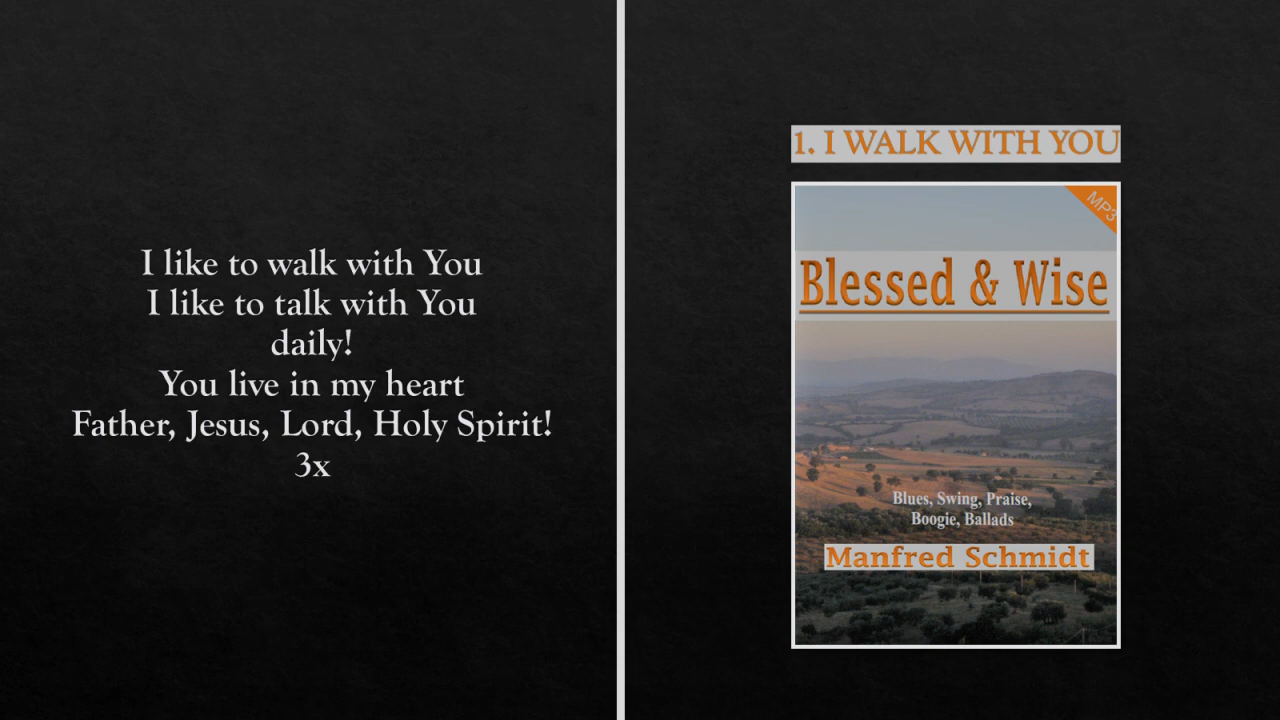 I like to walk with You
I like to talk with You
daily!
You live in my heart
Father, Jesus, Lord, Holy Spirit!
3x
1. I WALK WITH YOU
MP3
Blessed & Wise
Blues, Swing, Praise,
Boogie, Ballads
Manfred Schmidt